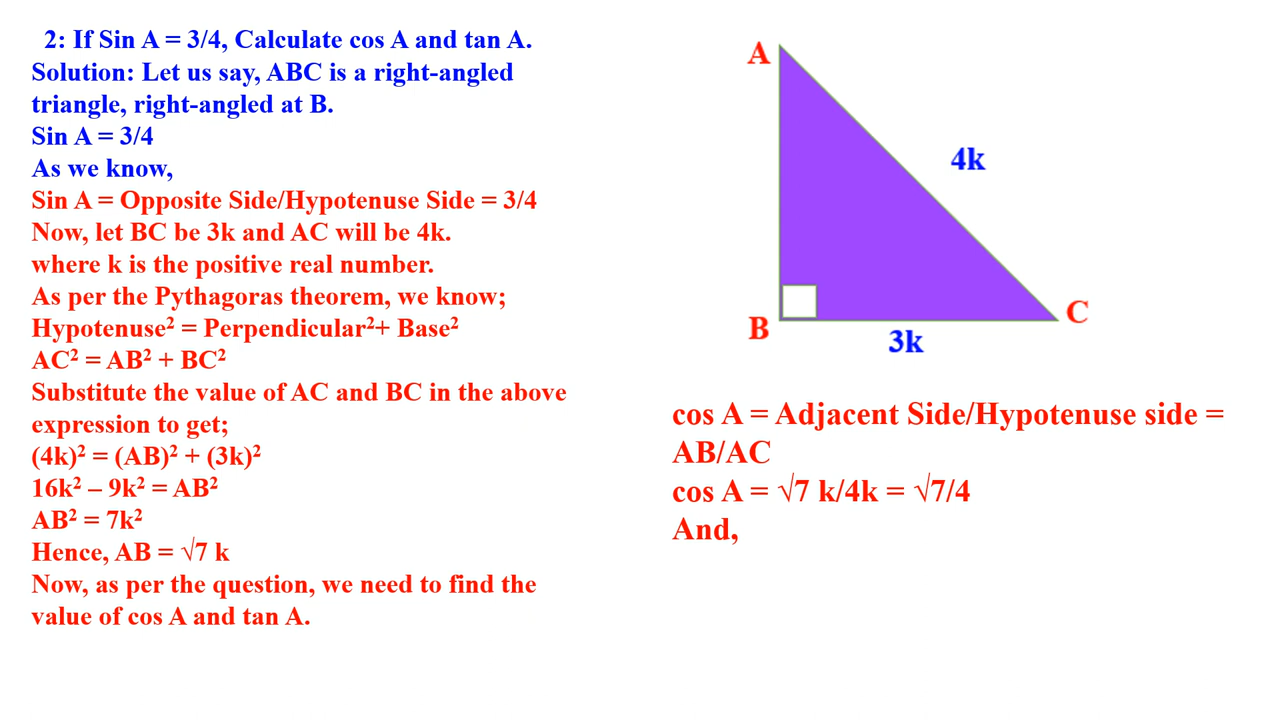 2: If Sin A = 3/4, Calculate cos A and tan A.
Solution: Let us say, ABC is a right-angled
triangle, right-angled at B.
Sin A = 3/4
As we know,
Sin A = Opposite Side/Hypotenuse Side = 3/4
Now, let BC be 3k and AC will be 4k.
where k is the positive real number.
As per the Pythagoras theorem, we know;
Hypotenuse² = Perpendicular²+ Base²
AC² = AB² + BC²
Substitute the value of AC and BC in the above
expression to get;
(4k)² = (AB)² + (3k)²
16k² – 9k² = AB²
AB² = 7k²
Hence, AB = √7 k
Now, as per the question, we need to find the
value of cos A and tan A.
A
4k
B
C
3k
cos A = Adjacent Side/Hypotenuse side =
AB/AC
cos A = √7 k/4k = √7/4
And,